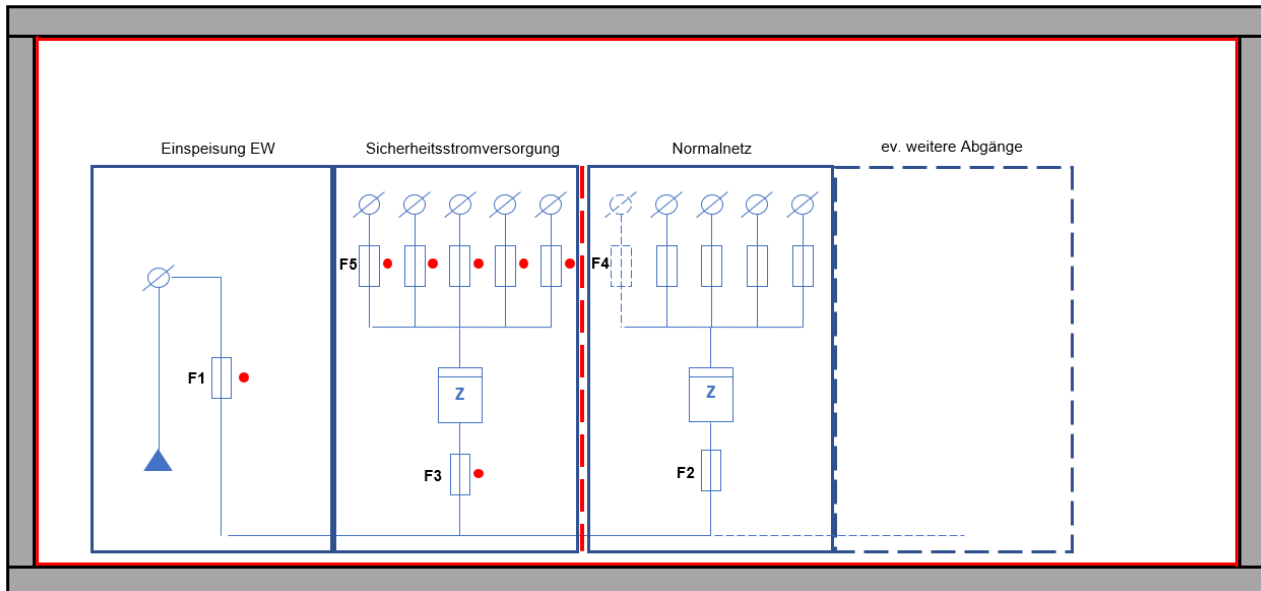 Einspeisung EW
Sicherheitsstromversorgung
Normalnetz
ev. weitere Abgänge
F5
F4
F1
Z
Z
F3
F2